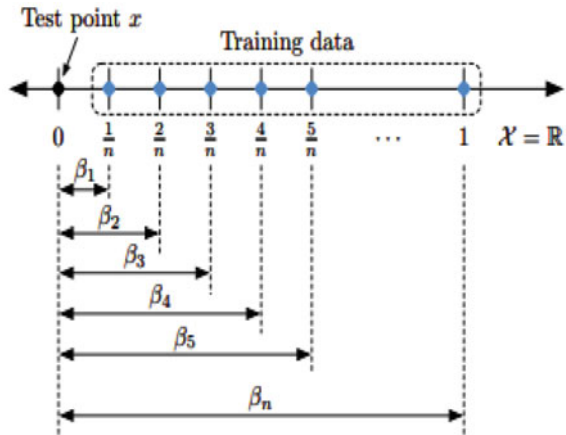 Test point x
Training data
0 1/n 2/n 3/n 4/n 5/n ⋯ 1 𝒳 = ℝ
β₁
β₂
β₃
β₄
β₅
βₙ